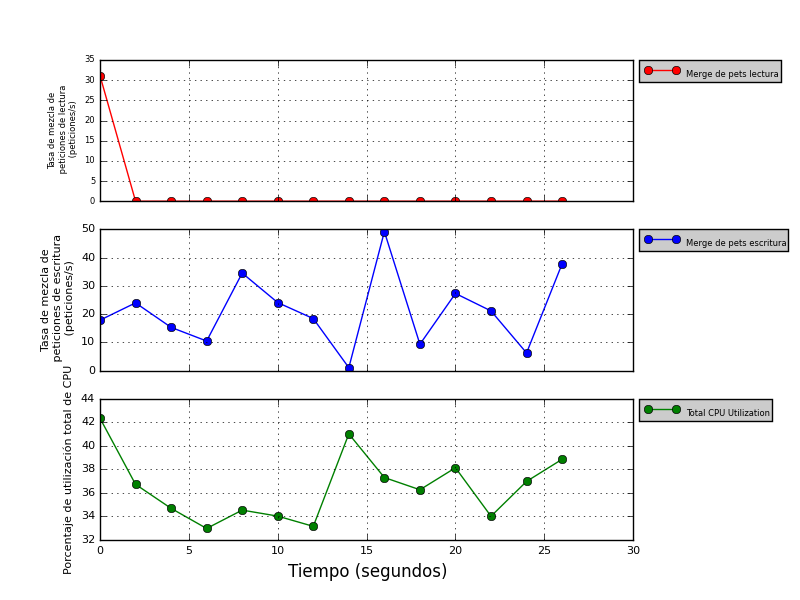 35
30
25
20
15
10
5
0
Tasa de mezcla de
peticiones de lectura
(peticiones/s)
Merge de pets lectura
50
40
30
20
10
0
Tasa de mezcla de
peticiones de escritura
(peticiones/s)
Merge de pets escritura
44
42
40
38
36
34
32
Porcentaje de utilización total de CPU
Total CPU Utilization
0 5 10 15 20 25 30
Tiempo (segundos)